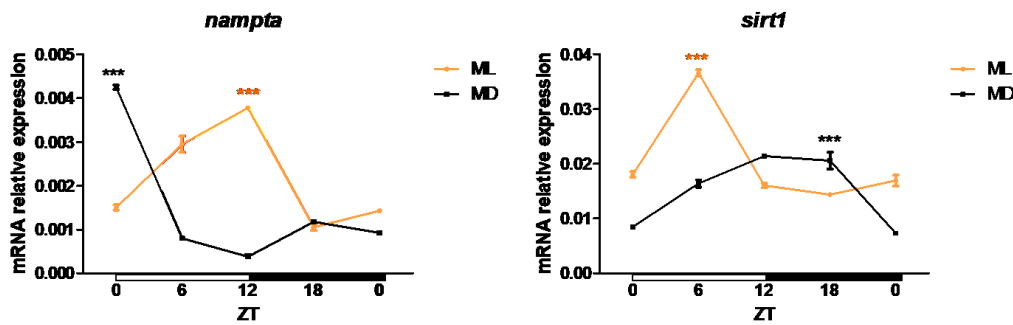 nampta
mRNA relative expression
0.005
0.004
0.003
0.002
0.001
0.000
***
***
ML
MD
0 6 12 18 0
ZT
sirt1
mRNA relative expression
0.04
0.03
0.02
0.01
0.00
***
***
ML
MD
0 6 12 18 0
ZT